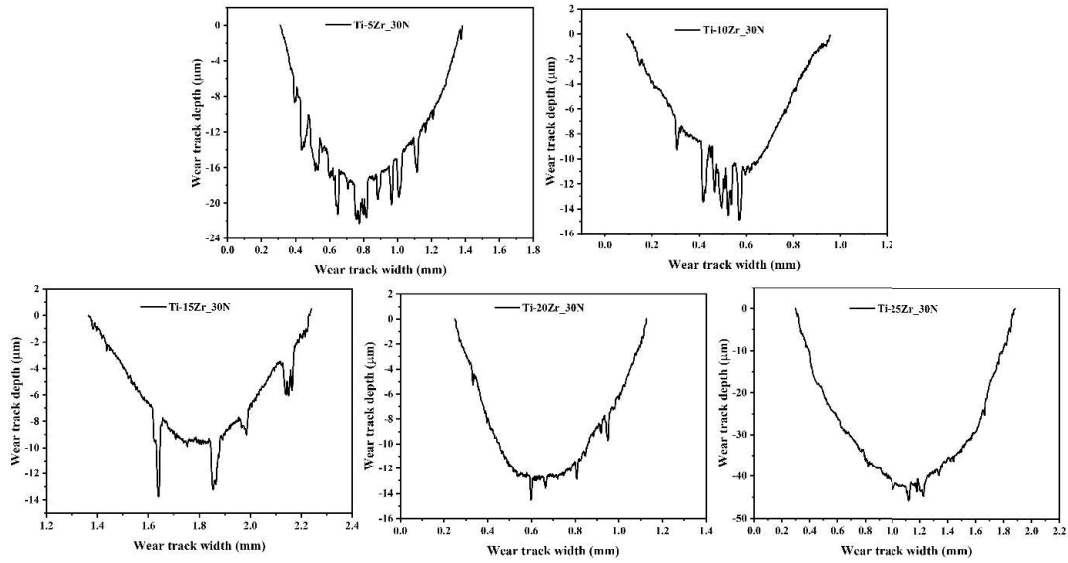 Ti-5Zr_30N
0
-4
-8
-12
-16
-20
-24
Wear track depth (μm)
0.0 0.2 0.4 0.6 0.8 1.0 1.2 1.4 1.6 1.8
Wear track width (mm)
Ti-10Zr_30N
2
0
-2
-4
-6
-8
-10
-12
-14
-16
Wear track depth (μm)
0.0 0.2 0.4 0.6 0.8 1.0 1.2
Wear track width (mm)
Ti-15Zr_30N
2
0
-2
-4
-6
-8
-10
-12
-14
Wear track depth (μm)
1.2 1.4 1.6 1.8 2.0 2.2 2.4
Wear track width (mm)
Ti-20Zr_30N
2
0
-2
-4
-6
-8
-10
-12
-14
-16
Wear track depth (μm)
0.0 0.2 0.4 0.6 0.8 1.0 1.2 1.4
Wear track width (mm)
Ti-25Zr_30N
0
-10
-20
-30
-40
-50
Wear track depth (μm)
0.0 0.2 0.4 0.6 0.8 1.0 1.2 1.4 1.6 1.8 2.0 2.2
Wear track width (mm)